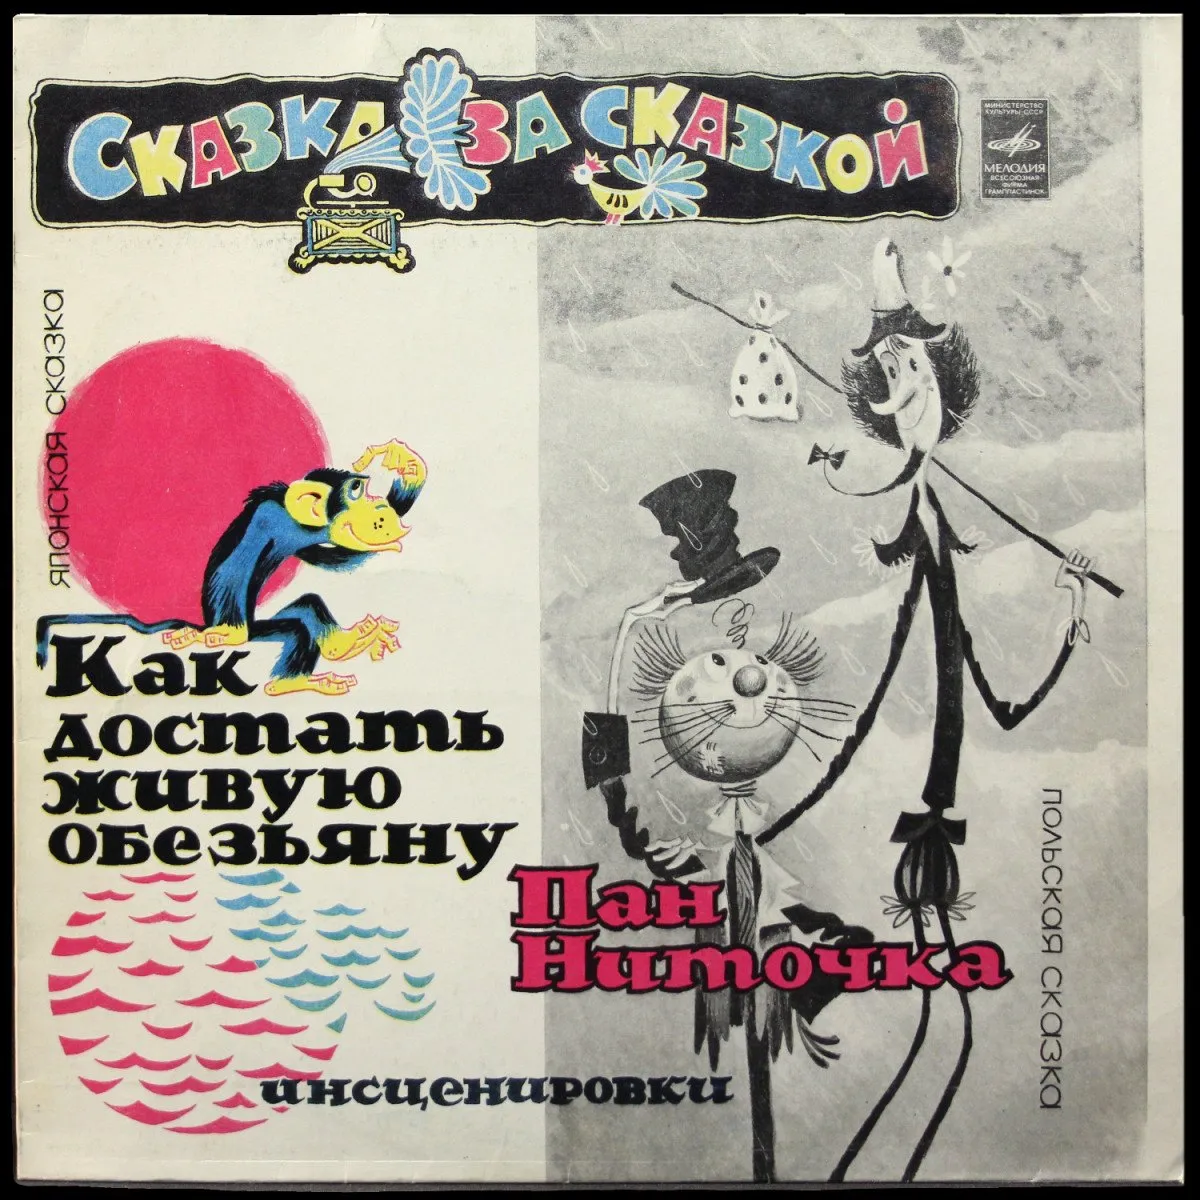 Сказка за сказкой
МИНИСТЕРСТВО
КУЛЬТУРЫ СССР
МЕЛОДИЯ
ВСЕСОЮЗНАЯ
ФИРМА
ГРАМПЛАСТИНОК
ЯПОНСКАЯ СКАЗКА
Как
достать
живую
обезьяну
Пан
Ниточка
ПОЛЬСКАЯ СКАЗКА
инсценировки